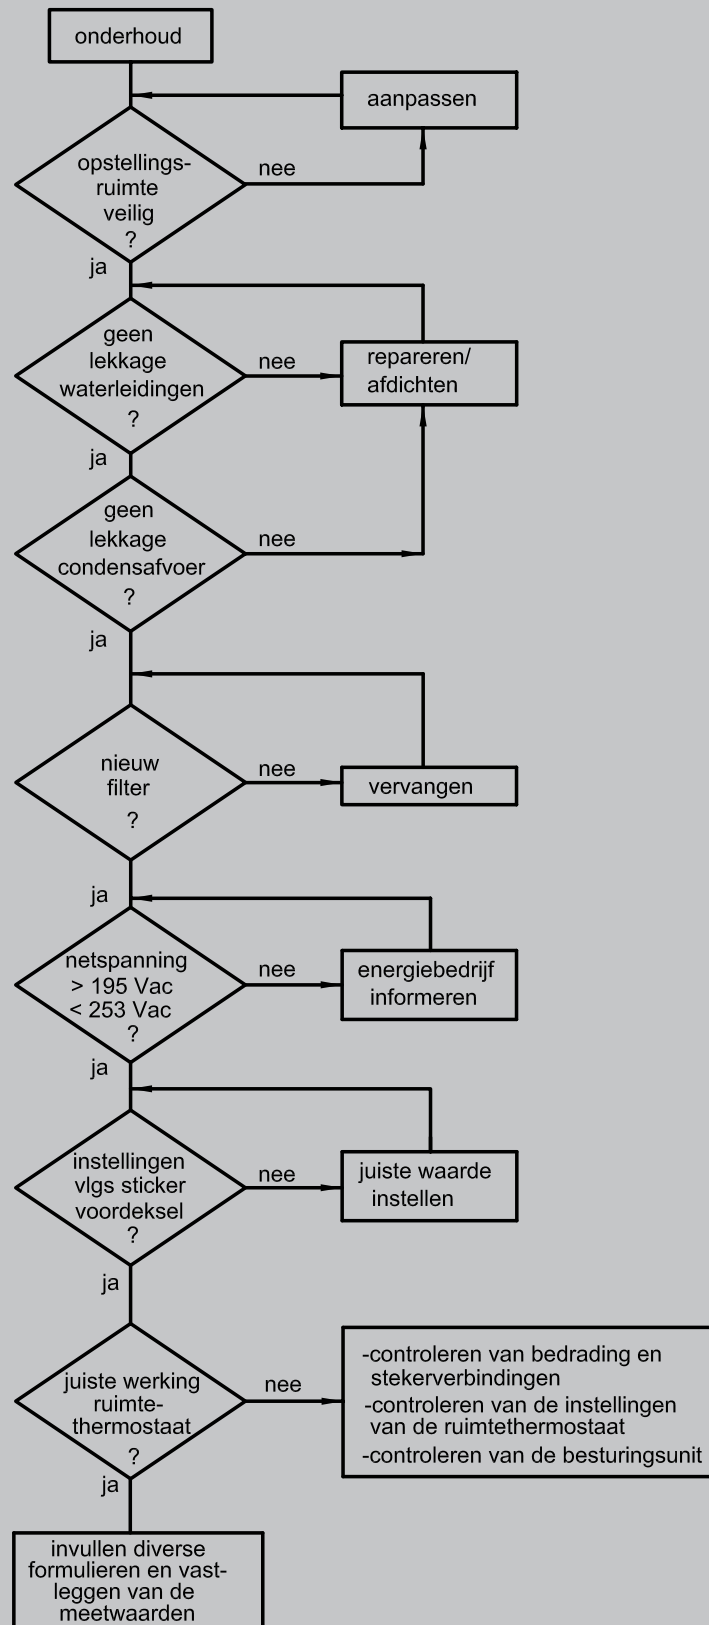 onderhoud
aanpassen
opstellings-
ruimte
veilig
?
nee
ja
geen
lekkage
waterleidingen
?
nee
repareren/
afdichten
ja
geen
lekkage
condensafvoer
?
nee
ja
nieuw
filter
?
nee
vervangen
ja
netspanning
> 195 Vac
< 253 Vac
?
nee
energiebedrijf
informeren
ja
instellingen
vlgs sticker
voordeksel
?
nee
juiste waarde
instellen
ja
juiste werking
ruimte-
thermostaat
?
nee
-controleren van bedrading en
stekerverbindingen
-controleren van de instellingen
van de ruimtethermostaat
-controleren van de besturingsunit
ja
invullen diverse
formulieren en vast-
leggen van de
meetwaarden